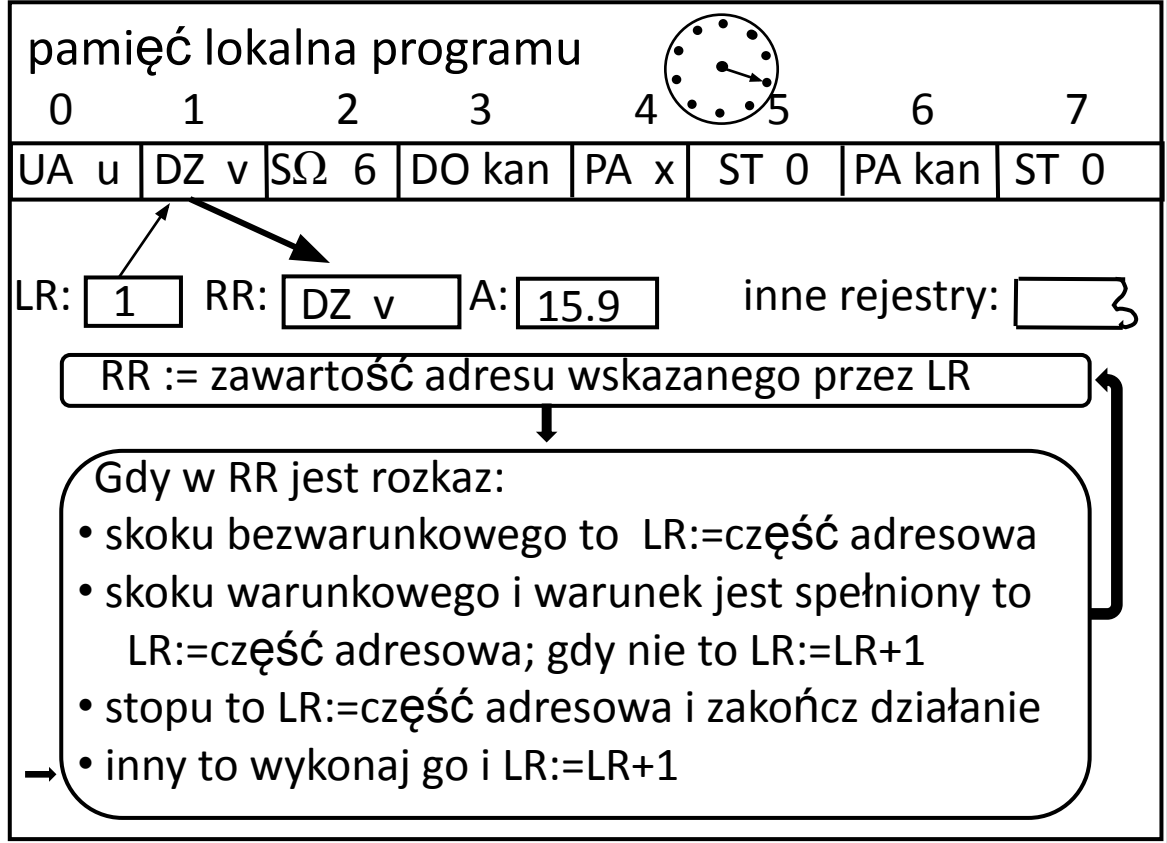 pamięć lokalna programu
0 1 2 3 4 5 6 7
UA u DZ v SΩ 6 DO kan PA x ST 0 PA kan ST 0
LR: 1 RR: DZ v A: 15.9 inne rejestry:
RR := zawartość adresu wskazanego przez LR
Gdy w RR jest rozkaz:
• skoku bezwarunkowego to LR:=część adresowa
• skoku warunkowego i warunek jest spełniony to
LR:=część adresowa; gdy nie to LR:=LR+1
• stopu to LR:=część adresowa i zakończ działanie
• inny to wykonaj go i LR:=LR+1